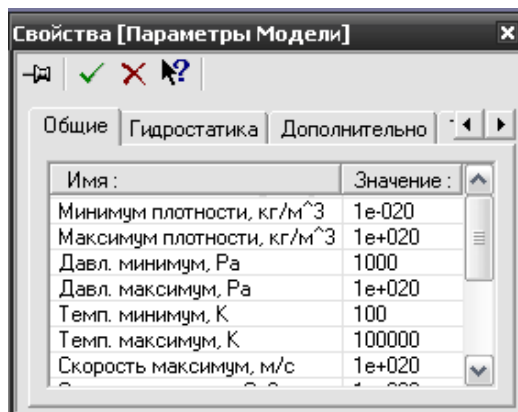 Свойства [Параметры Модели]
Общие Гидростатика Дополнительно
Имя : Значение :
Минимум плотности, кг/м^3 1e-020
Максимум плотности, кг/м^3 1e+020
Давл. минимум, Pa 1000
Давл. максимум, Pa 1e+020
Темп. минимум, K 100
Темп. максимум, K 100000
Скорость максимум, м/с 1e+020